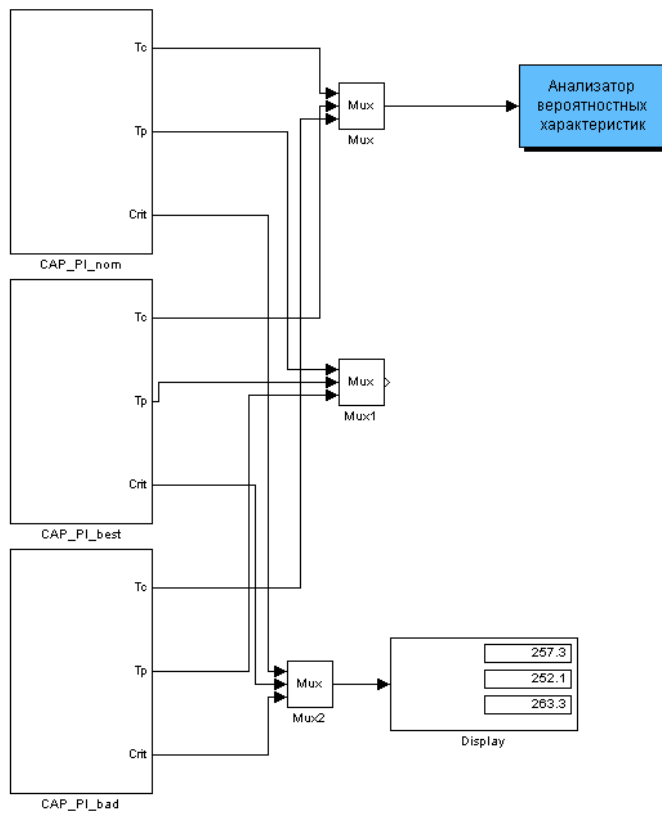 Tc
Tp
Crit
CAP_PI_nom
Mux
Mux
Анализатор
вероятностных
характеристик
Tc
Tp
Crit
CAP_PI_best
Mux
Mux1
Tc
Tp
Crit
CAP_PI_bad
Mux
Mux2
257.3
252.1
263.3
Display